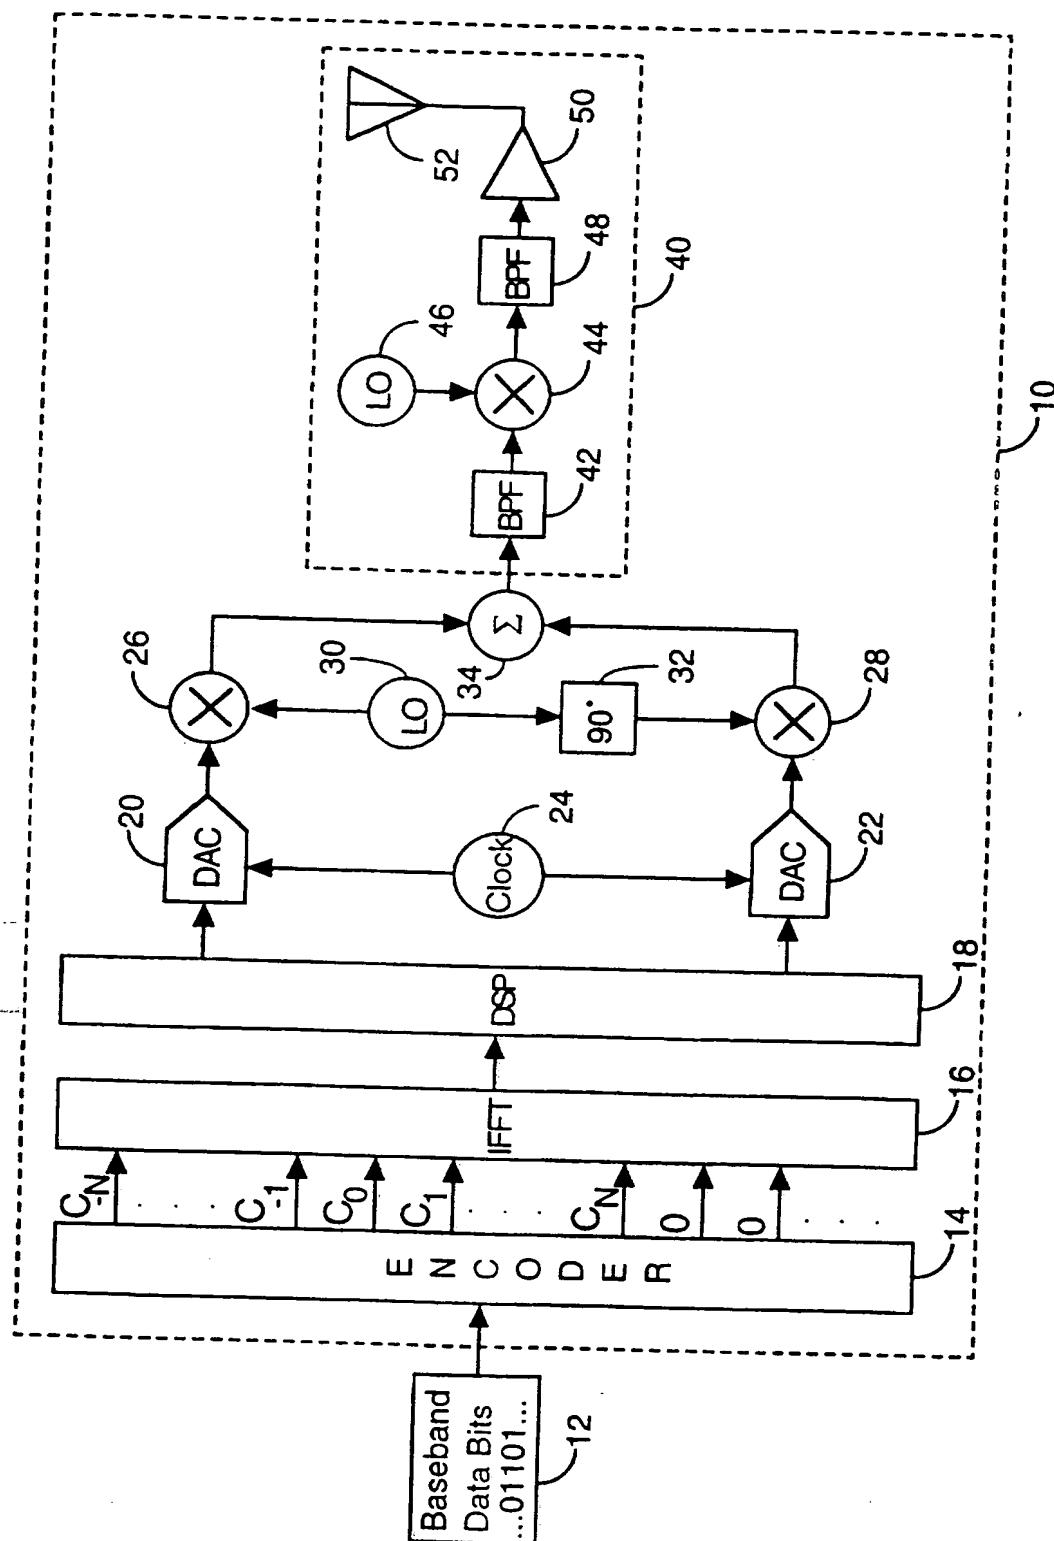 Baseband
Data Bits
...01101...
12
ENCODER
14
C-N
C-1
C0
C1
CN
0
0
IFFT
16
DSP
18
DAC
20
Clock
24
DAC
22
26
LO
30
90°
32
28
Σ
34
BPF
42
LO
46
44
BPF
48
50
52
40
10